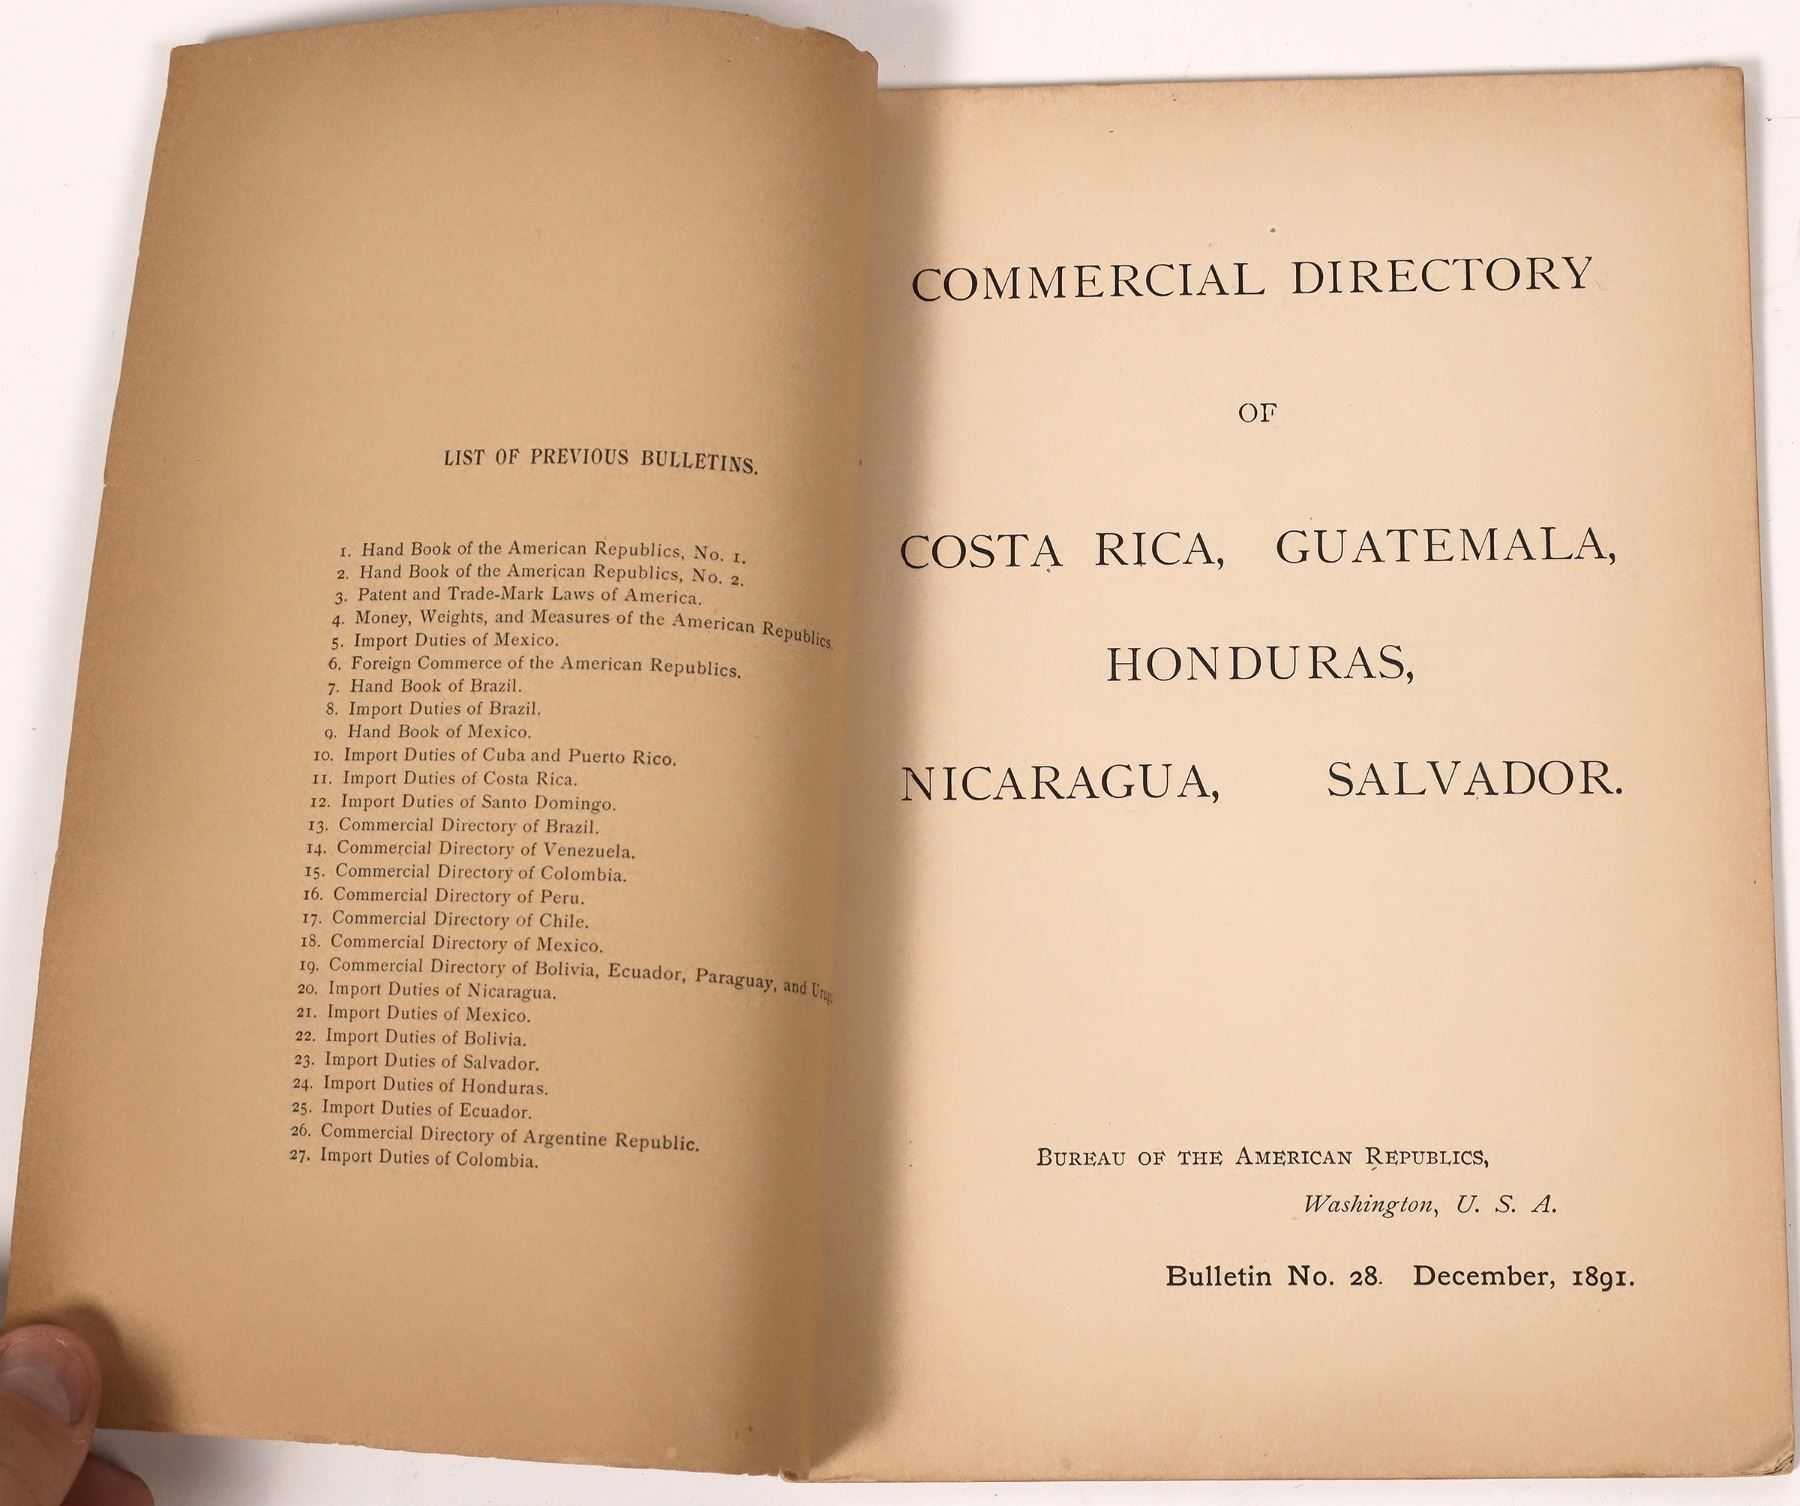 LIST OF PREVIOUS BULLETINS.
1. Hand Book of the American Republics, No. 1.
2. Hand Book of the American Republics, No. 2.
3. Patent and Trade-Mark Laws of America.
4. Money, Weights, and Measures of the American Republics.
5. Import Duties of Mexico.
6. Foreign Commerce of the American Republics.
7. Hand Book of Brazil.
8. Import Duties of Brazil.
9. Hand Book of Mexico.
10. Import Duties of Cuba and Puerto Rico.
11. Import Duties of Costa Rica.
12. Import Duties of Santo Domingo.
13. Commercial Directory of Brazil.
14. Commercial Directory of Venezuela.
15. Commercial Directory of Colombia.
16. Commercial Directory of Peru.
17. Commercial Directory of Chile.
18. Commercial Directory of Mexico.
19. Commercial Directory of Bolivia, Ecuador, Paraguay, and
20. Import Duties of Nicaragua.
21. Import Duties of Mexico.
22. Import Duties of Bolivia.
23. Import Duties of Salvador.
24. Import Duties of Honduras.
25. Import Duties of Ecuador.
26. Commercial Directory of Argentine Republic.
27. Import Duties of Colombia.
COMMERCIAL DIRECTORY
OF
COSTA RICA, GUATEMALA,
HONDURAS,
NICARAGUA, SALVADOR.
BUREAU OF THE AMERICAN REPUBLICS,
Washington, U. S. A.
Bulletin No. 28. December, 1891.